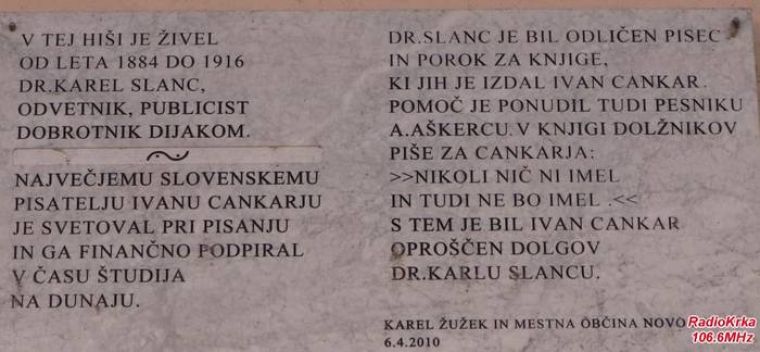 V TEJ HIŠI JE ŽIVEL
OD LETA 1884 DO 1916
DR.KAREL SLANC,
ODVETNIK, PUBLICIST
DOBROTNIK DIJAKOM.
NAJVEČJEMU SLOVENSKEMU
PISATELJU IVANU CANKARJU
JE SVETOVAL PRI PISANJU
IN GA FINANČNO PODPIRAL
V ČASU ŠTUDIJA
NA DUNAJU.
DR.SLANC JE BIL ODLIČEN PISEC
IN POROK ZA KNJIGE,
KI JIH JE IZDAL IVAN CANKAR.
POMOČ JE PONUDIL TUDI PESNIKU
A.AŠKERCU.V KNJIGI DOLŽNIKOV
PIŠE ZA CANKARJA:
>>NIKOLI NIČ NI IMEL
IN TUDI NE BO IMEL .<<
S TEM JE BIL IVAN CANKAR
OPROŠČEN DOLGOV
DR.KARLU SLANCU.
KAREL ŽUŽEK IN MESTNA OBČINA NOVO
6.4.2010
RadioKrka
106.6MHz